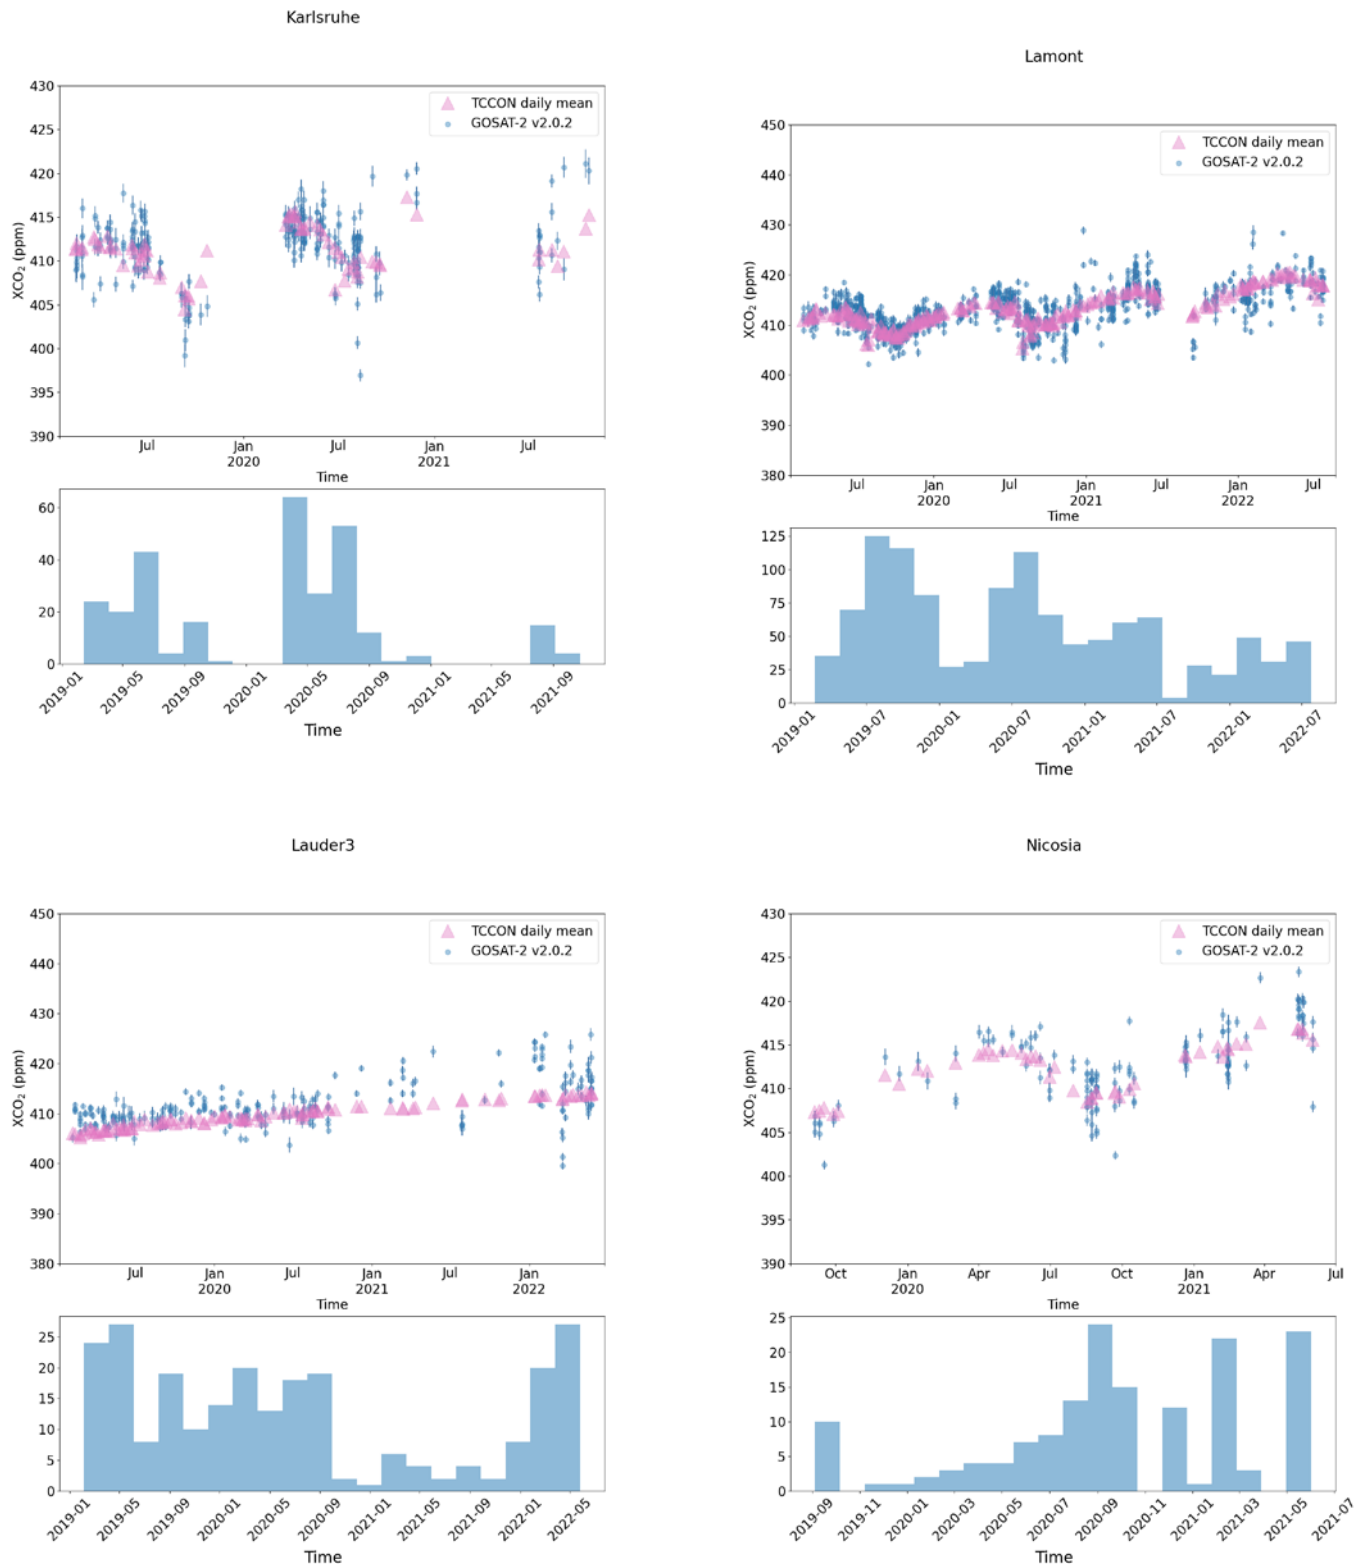 Karlsruhe
430
425
420
415
410
405
400
395
390
XCO₂ (ppm)
TCCON daily mean
GOSAT-2 v2.0.2
Jul Jan Jul Jan Jul
2020 2021
Time
60
40
20
0
2019-01 2019-05 2019-09 2020-01 2020-05 2020-09 2021-01 2021-05 2021-09
Time
Lamont
450
440
430
420
410
400
390
380
XCO₂ (ppm)
TCCON daily mean
GOSAT-2 v2.0.2
Jul Jan Jul Jan Jul Jan Jul
2020 2021 2022
Time
125
100
75
50
25
0
2019-01 2019-07 2020-01 2020-07 2021-01 2021-07 2022-01 2022-07
Time
Lauder3
450
440
430
420
410
400
390
380
XCO₂ (ppm)
TCCON daily mean
GOSAT-2 v2.0.2
Jul Jan Jul Jan Jul Jan
2020 2021 2022
Time
25
20
15
10
5
0
2019-01 2019-05 2019-09 2020-01 2020-05 2020-09 2021-01 2021-05 2021-09 2022-01 2022-05
Time
Nicosia
430
425
420
415
410
405
400
395
390
XCO₂ (ppm)
TCCON daily mean
GOSAT-2 v2.0.2
Oct Jan Apr Jul Oct Jan Apr Jul
2020 2021
Time
25
20
15
10
5
0
2019-09 2019-11 2020-01 2020-03 2020-05 2020-07 2020-09 2020-11 2021-01 2021-03 2021-05 2021-07
Time